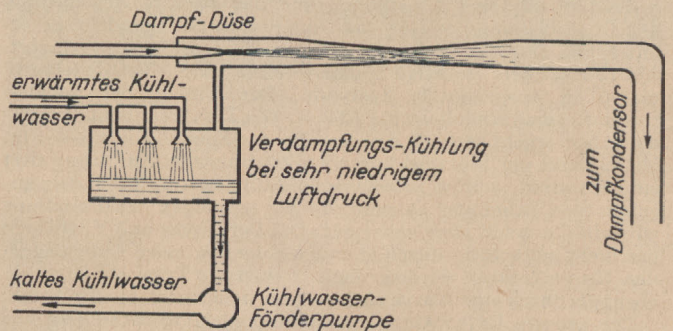 Dampf-Düse
erwärmtes Kühl-
wasser
Verdampfungs-Kühlung
bei sehr niedrigem
Luftdruck
zum
Dampfkondensor
kaltes Kühlwasser
Kühlwasser-
Förderpumpe